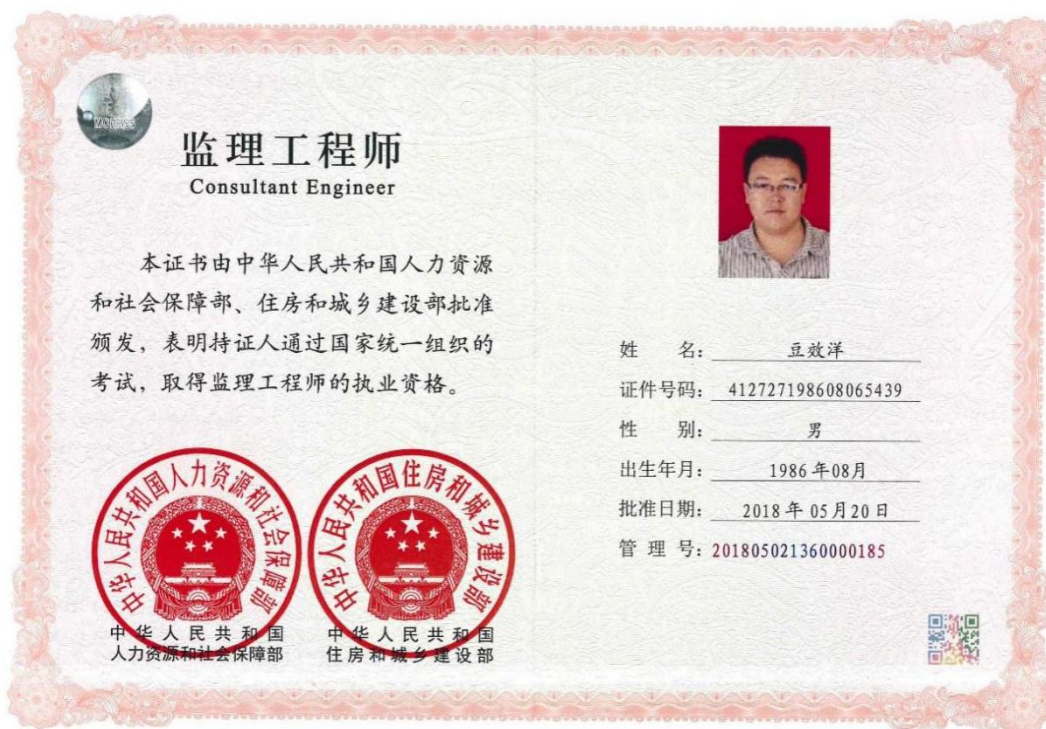 MOHRSS
监理工程师
Consultant Engineer
本证书由中华人民共和国人力资源
和社会保障部、住房和城乡建设部批准
颁发，表明持证人通过国家统一组织的
考试，取得监理工程师的执业资格。
姓 名： 豆效洋
证件号码： 412727198608065439
性 别： 男
出生年月： 1986年08月
批准日期： 2018年05月20日
管 理 号：201805021360000185
中华人民共和国人力资源和社会保障部
中华人民共和国住房和城乡建设部
中华人民共和国
人力资源和社会保障部
中华人民共和国
住房和城乡建设部